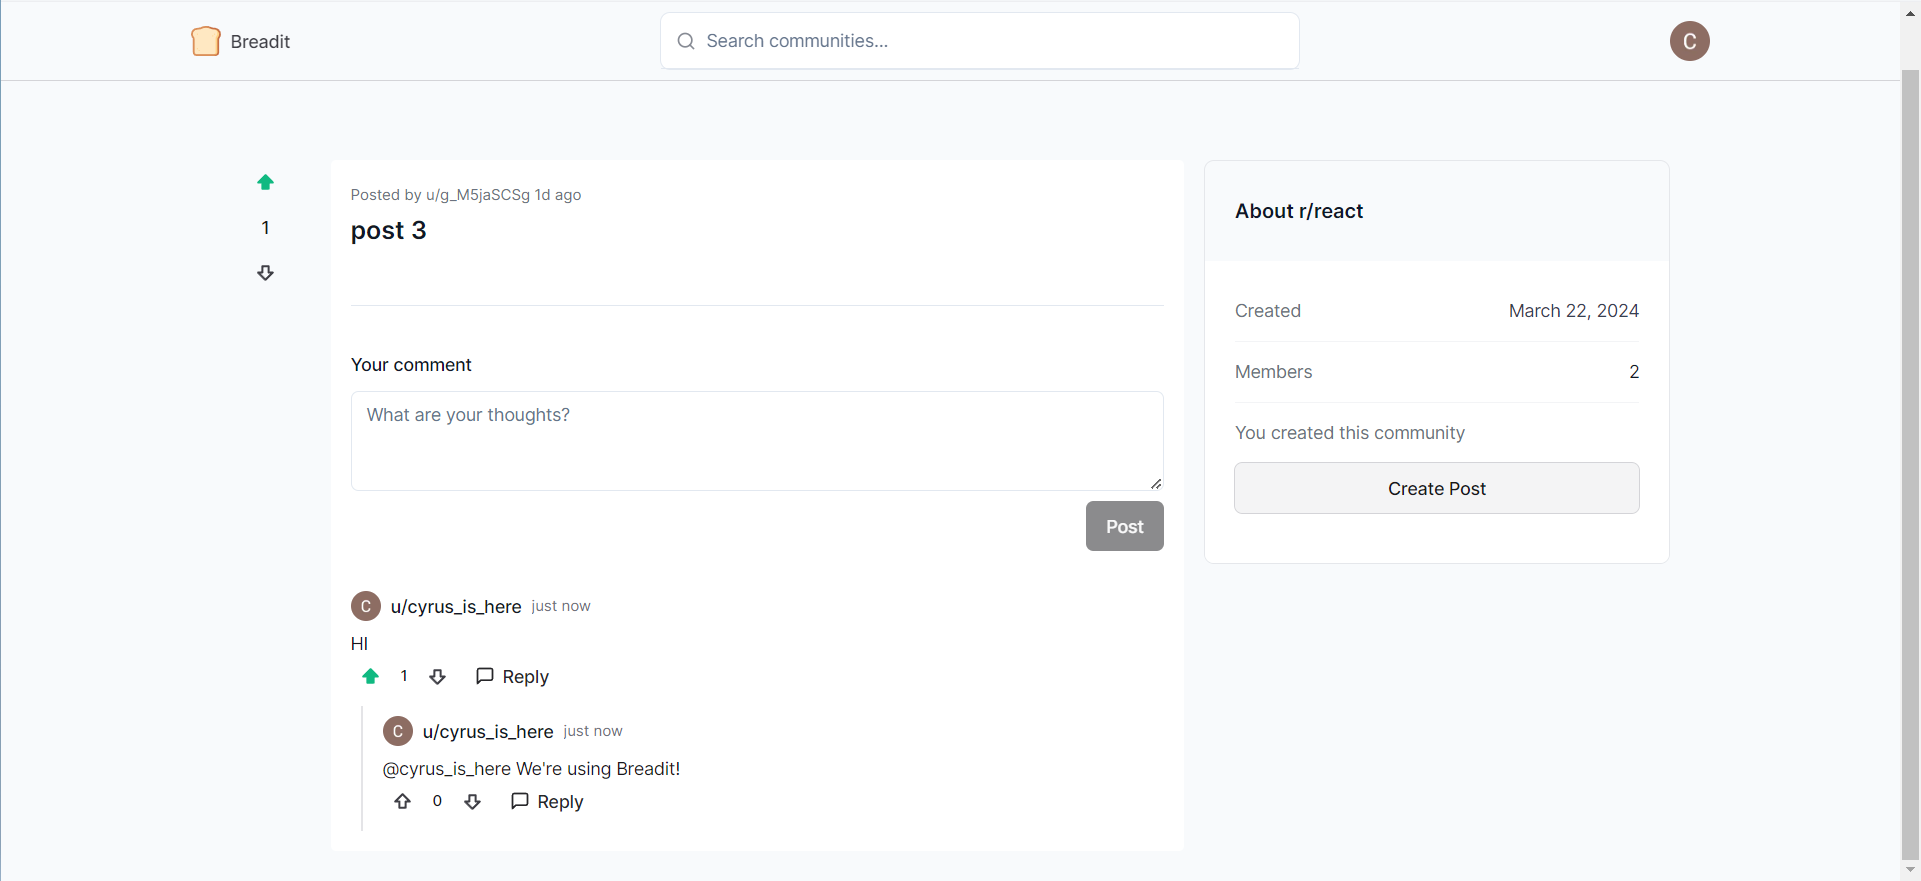 Breadit
Search communities...
C
1
Posted by u/g_M5jaSCSg 1d ago
post 3
Your comment
What are your thoughts?
Post
C u/cyrus_is_here just now
HI
1 Reply
C u/cyrus_is_here just now
@cyrus_is_here We're using Breadit!
0 Reply
About r/react
Created March 22, 2024
Members 2
You created this community
Create Post